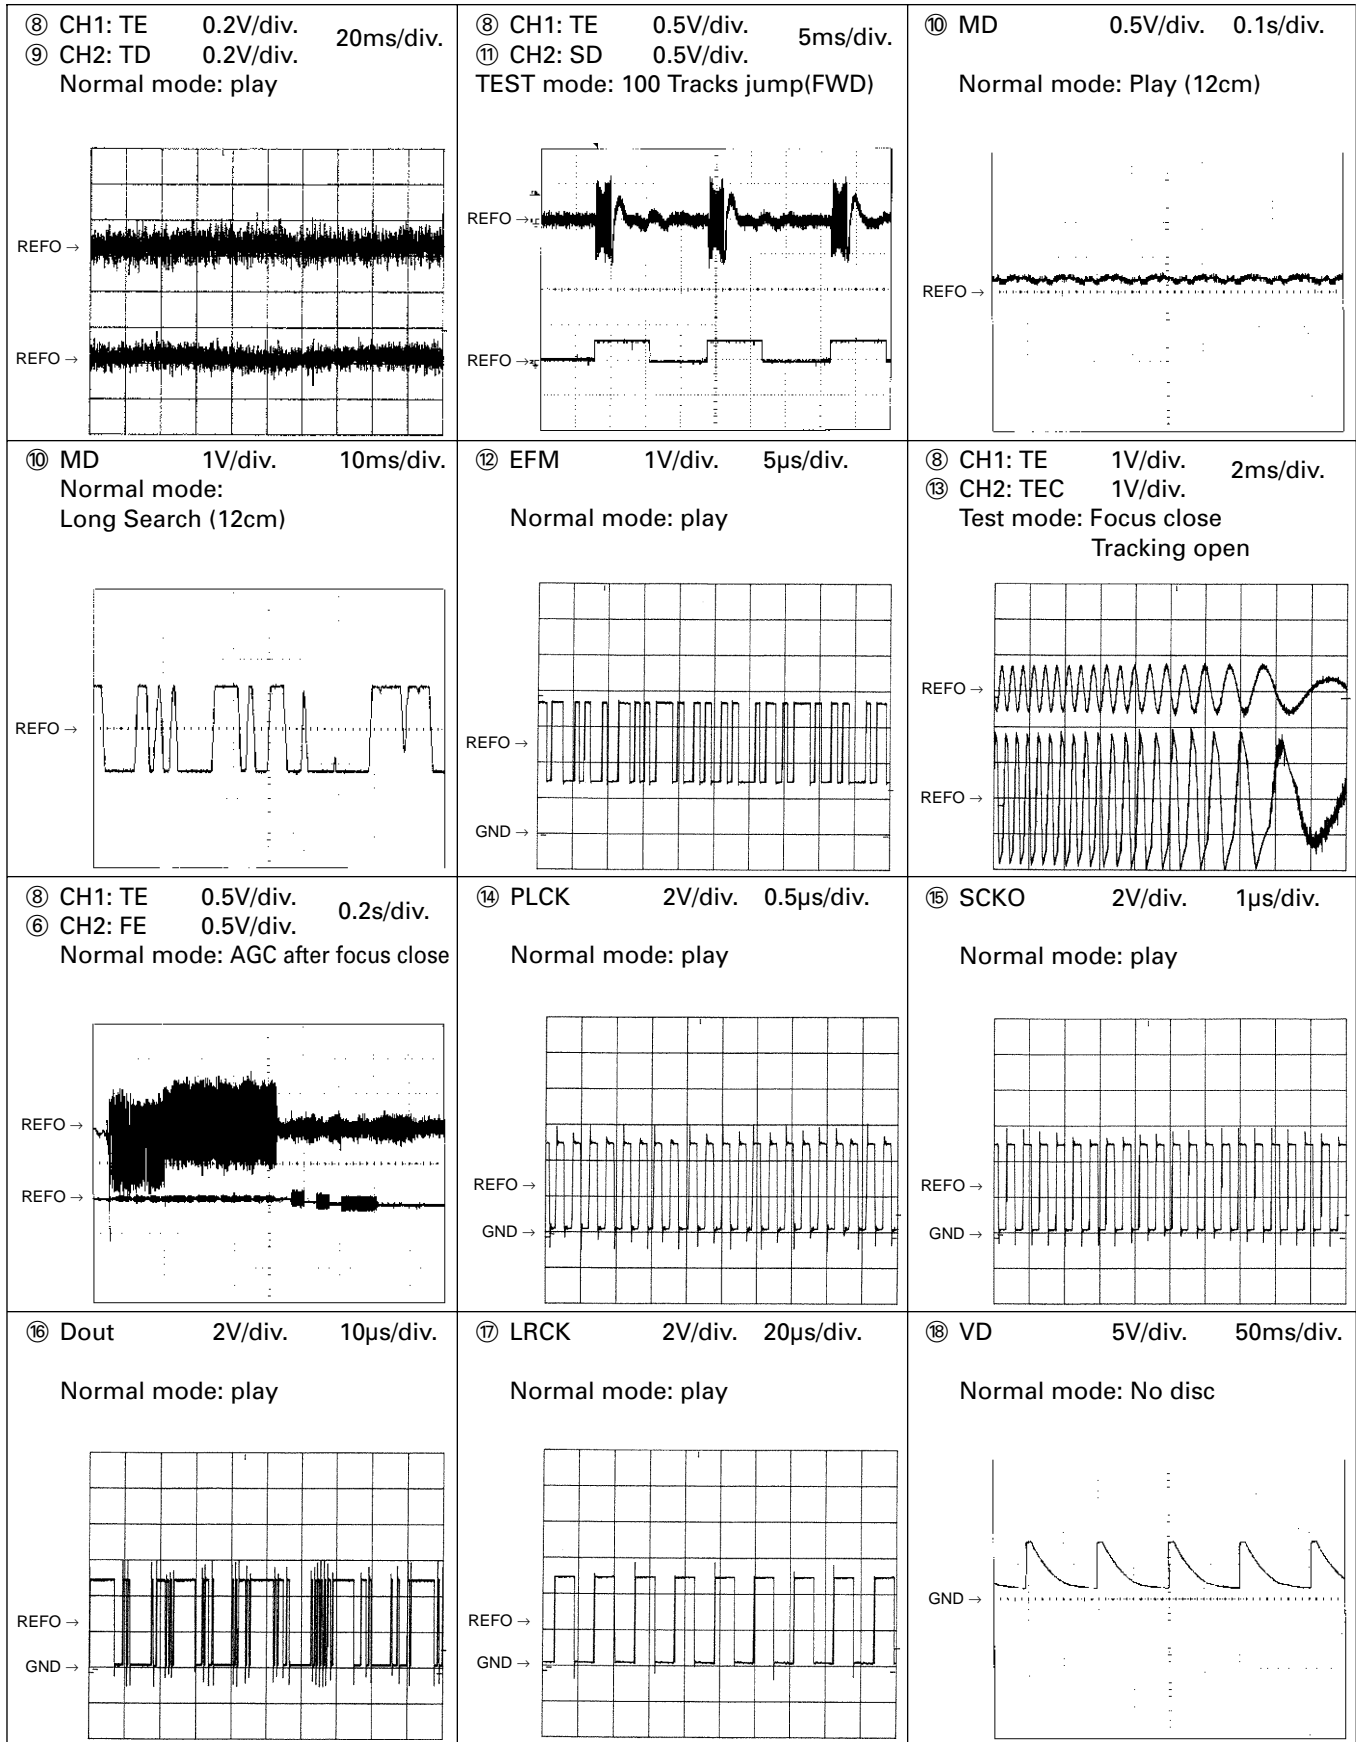 ⑧ CH1: TE 0.2V/div. 20ms/div.
⑨ CH2: TD 0.2V/div.
Normal mode: play
REFO →
REFO →
⑧ CH1: TE 0.5V/div. 5ms/div.
⑪ CH2: SD 0.5V/div.
TEST mode: 100 Tracks jump(FWD)
REFO →
REFO →
⑩ MD 0.5V/div. 0.1s/div.
Normal mode: Play (12cm)
REFO →
⑩ MD 1V/div. 10ms/div.
Normal mode:
Long Search (12cm)
REFO →
⑫ EFM 1V/div. 5µs/div.
Normal mode: play
REFO →
GND →
⑧ CH1: TE 1V/div. 2ms/div.
⑬ CH2: TEC 1V/div.
Test mode: Focus close
Tracking open
REFO →
REFO →
⑧ CH1: TE 0.5V/div. 0.2s/div.
⑥ CH2: FE 0.5V/div.
Normal mode: AGC after focus close
REFO →
REFO →
⑭ PLCK 2V/div. 0.5µs/div.
Normal mode: play
REFO →
GND →
⑮ SCKO 2V/div. 1µs/div.
Normal mode: play
REFO →
GND →
⑯ Dout 2V/div. 10µs/div.
Normal mode: play
REFO →
GND →
⑰ LRCK 2V/div. 20µs/div.
Normal mode: play
REFO →
GND →
⑱ VD 5V/div. 50ms/div.
Normal mode: No disc
GND →